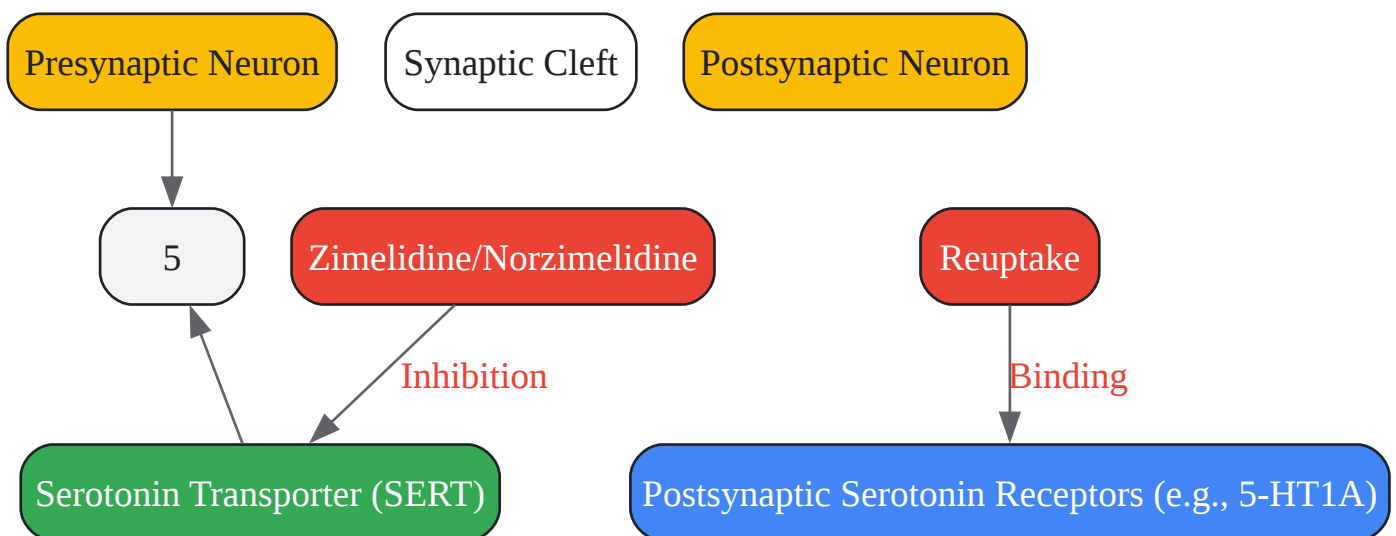 Presynaptic Neuron
Synaptic Cleft
Postsynaptic Neuron
5
Zimelidine/Norzimelidine
Reuptake
Inhibition
Binding
Serotonin Transporter (SERT)
Postsynaptic Serotonin Receptors (e.g., 5-HT1A)